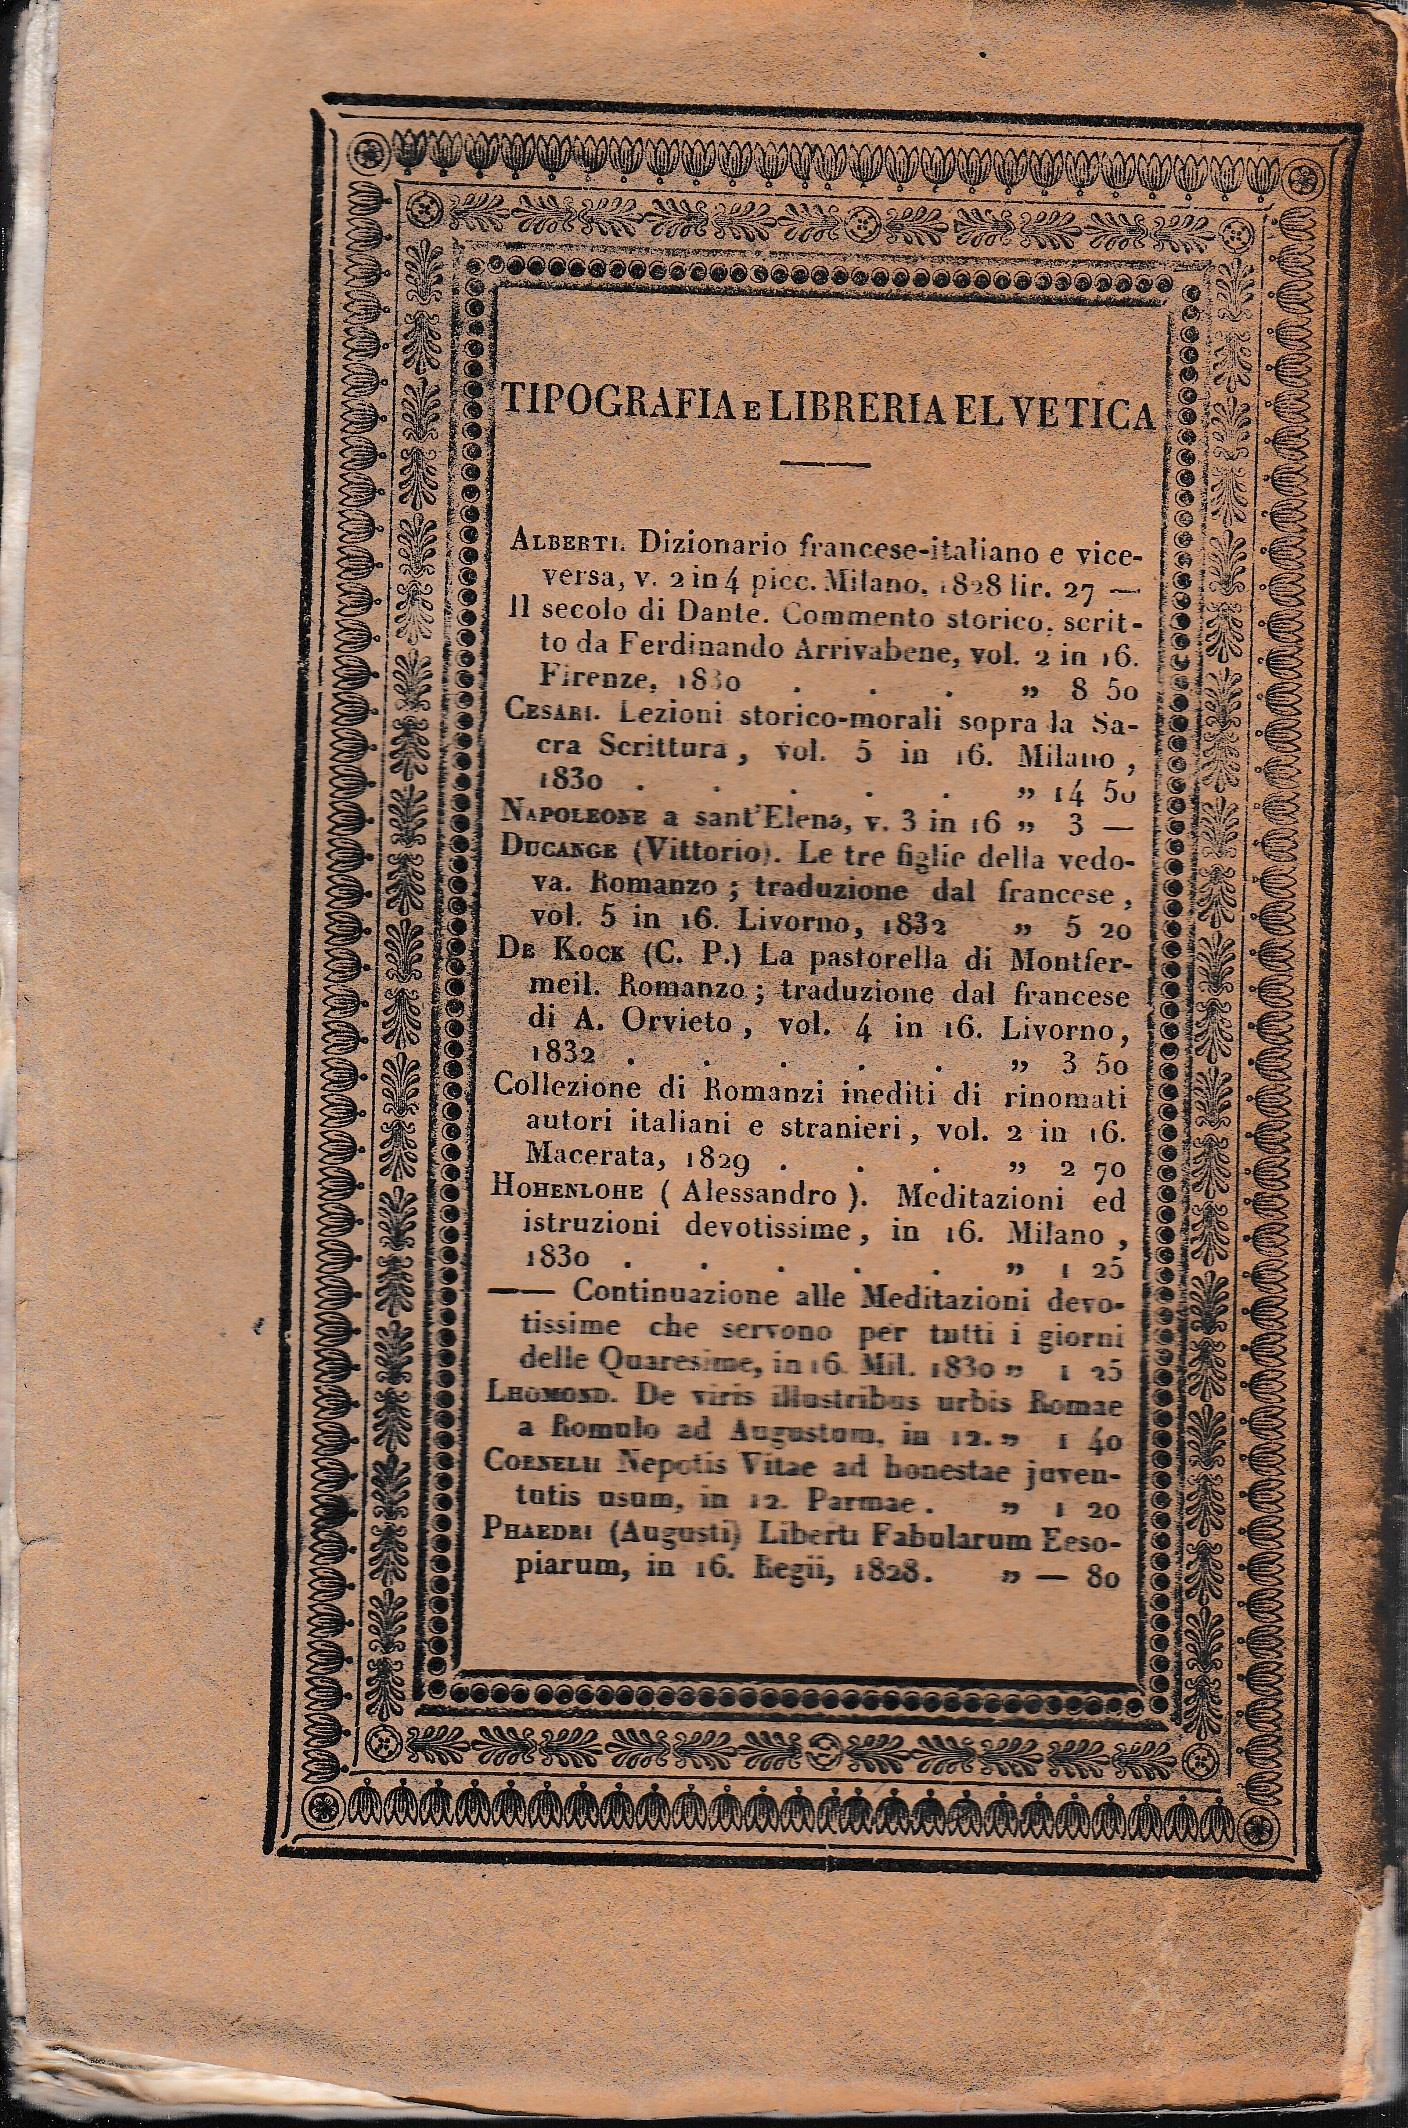 TIPOGRAFIA E LIBRERIA ELVETICA
ALBERTI. Dizionario francese-italiano e vice-
versa, v. 2 in 4 picc. Milano, 1828 lir. 27 —
Il secolo di Dante. Commento storico, scrit-
to da Ferdinando Arrivabene, vol. 2 in 16.
Firenze, 1830 . . . „ 8 50
CESARI. Lezioni storico-morali sopra la Sa-
cra Scrittura, vol. 5 in 16. Milano,
1830 . . . . . „ 14 50
NAPOLEONE a sant'Elena, v. 3 in 16 „ 3 —
DUCANGE (Vittorio). Le tre figlie della vedo-
va. Romanzo; traduzione dal francese,
vol. 5 in 16. Livorno, 1832 „ 5 20
DE KOCK (C. P.) La pastorella di Montfer-
meil. Romanzo; traduzione dal francese
di A. Orvieto, vol. 4 in 16. Livorno,
1832 . . . . . „ 3 50
Collezione di Romanzi inediti di rinomati
autori italiani e stranieri, vol. 2 in 16.
Macerata, 1829 . . . „ 2 70
HOHENLOHE (Alessandro). Meditazioni ed
istruzioni devotissime, in 16. Milano,
1830 . . . . . „ 1 25
—— Continuazione alle Meditazioni devo-
tissime che servono per tutti i giorni
delle Quaresime, in 16. Mil. 1830 „ 1 25
LHOMOND. De viris illustribus urbis Romae
a Romulo ad Augustum, in 12. „ 1 40
CORNELII Nepotis Vitae ad honestae juven-
tutis usum, in 12. Parmae. „ 1 20
PHAEDRI (Augusti) Liberti Fabularum Eeso-
piarum, in 16. Regii, 1828. „ — 80